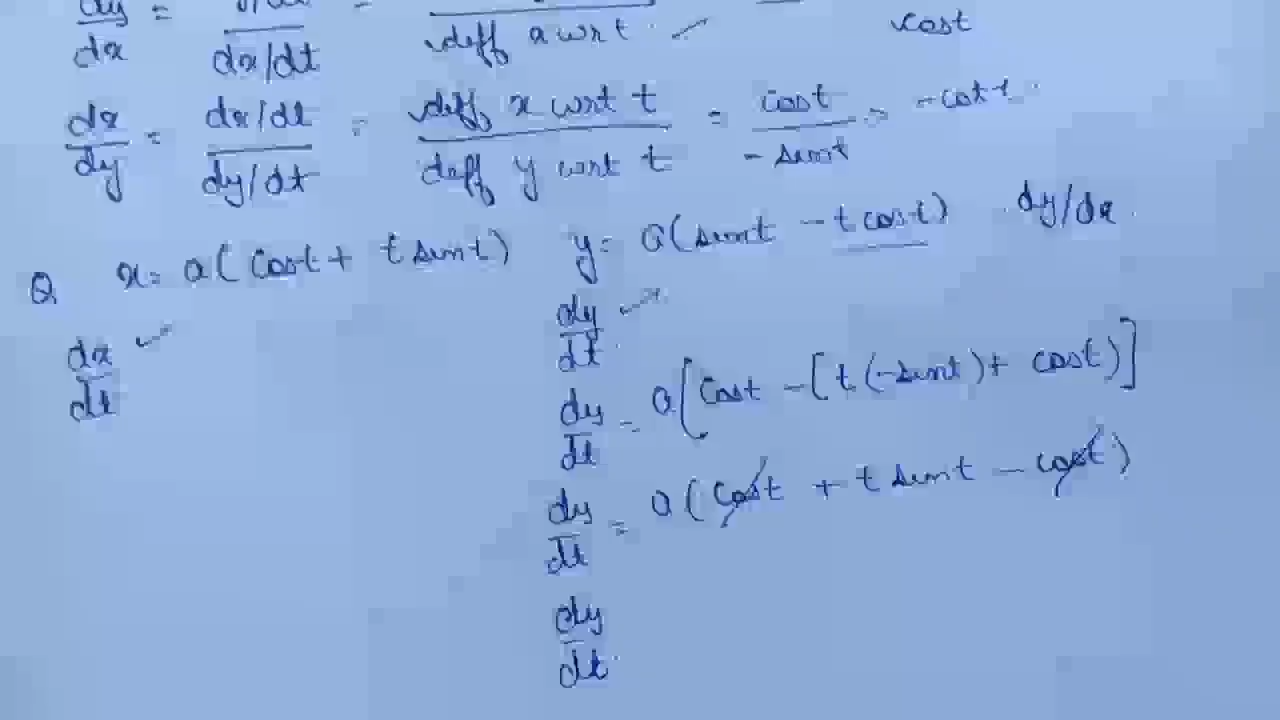 dy/dx = dx/dt = diff x wrt t cost
dx/dy = dx/dt / dy/dt = diff x wrt t / diff y wrt t = cost / -sint = -cot t
Q x = a(cost + t sint) y = a(sint - t cost) dy/dx
dx/dt ✓ dy/dt ✓
dy/dt = a[cost - [t(-sint) + cost)]
dy/dt = a(cost + t sint - cost)
dy/dt